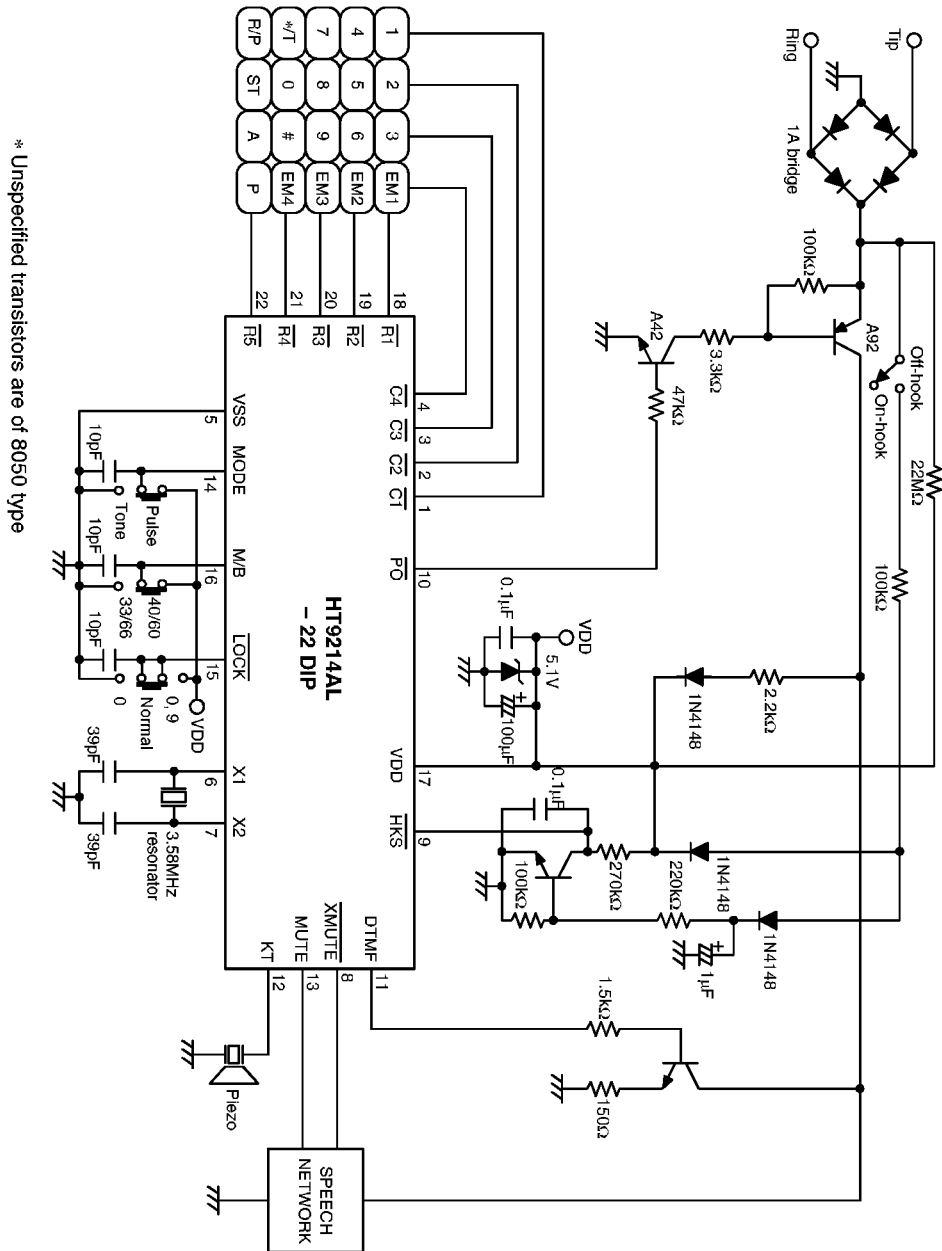 Tip
Ring
1A bridge
100kΩ
A92
Off-hook
On-hook
22MΩ
100kΩ
3.3kΩ
A42
47kΩ
2.2kΩ
1N4148
1N4148
1N4148
VDD
5.1V
0.1µF
100µF
0.1µF
270kΩ
220kΩ
100kΩ
1µF
1.5kΩ
150Ω
1 2 3 EM1
4 5 6 EM2
7 8 9 EM3
*/T 0 # EM4
R/P ST A P
18 R1
19 R2
20 R3
21 R4
22 R5
C4 4
C3 3
C2 2
C1 1
PO 10
VDD 17
HKS 9
DTMF 11
XMUTE 8
MUTE 13
KT 12
HT9214AL
– 22 DIP
VSS 5
MODE 14
M/B 16
LOCK 15
X1 6
X2 7
10pF
Tone
Pulse
10pF
33/66
40/60
10pF
0
Normal
0, 9
VDD
39pF
39pF
3.58MHz
resonator
Piezo
SPEECH
NETWORK
* Unspecified transistors are of 8050 type